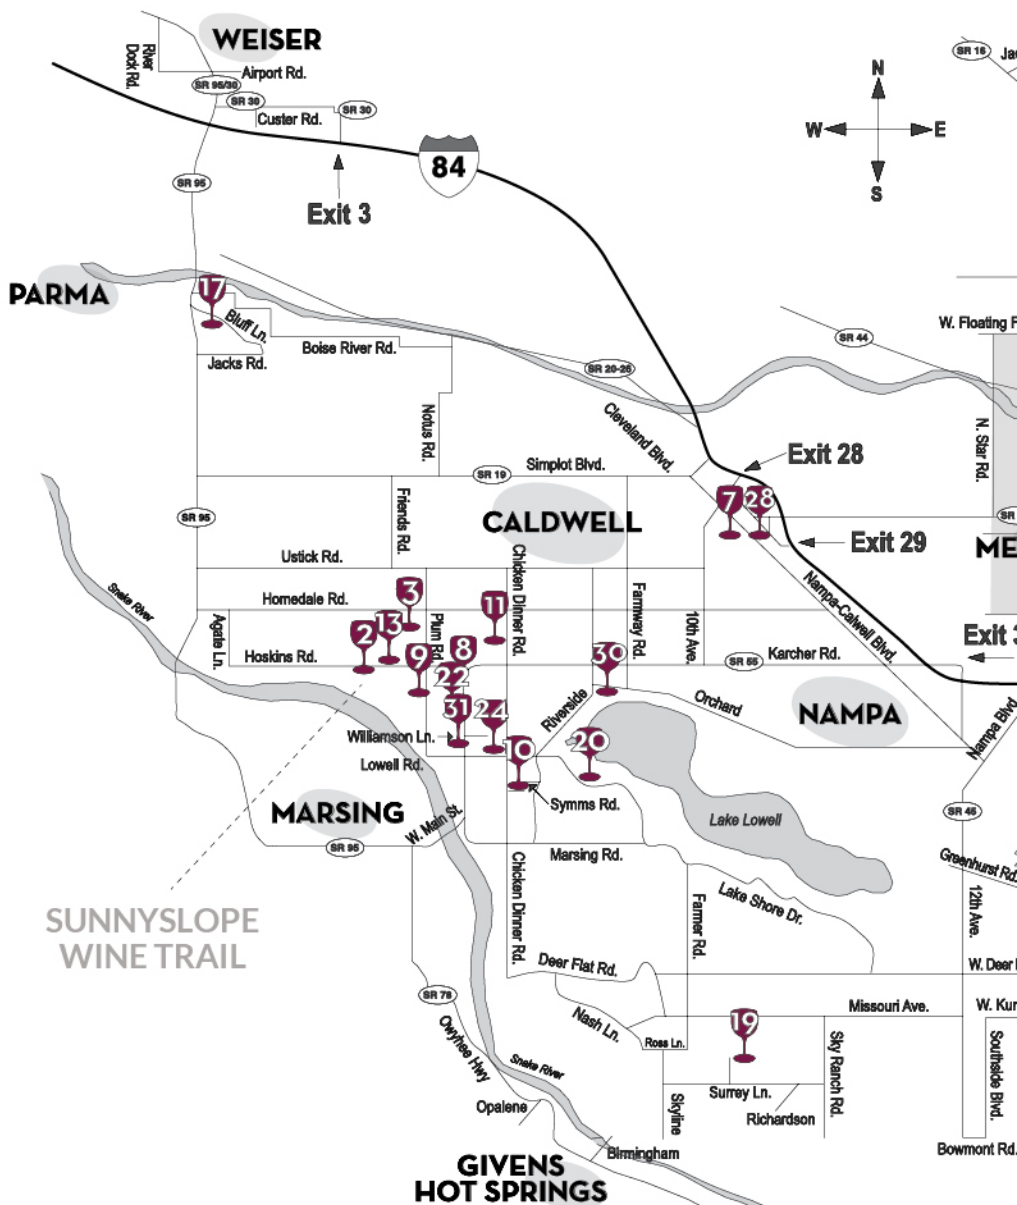 WEISER
River
Dock Rd.
Airport Rd.
SR 95/30
SR 30
SR 30
Custer Rd.
SR 16
N
W
E
S
84
Exit 3
SR 95
PARMA
17
Bluff Ln.
Boise River Rd.
Jacks Rd.
W. Floating
SR 44
SR 20-26
Notus Rd.
Cleveland Blvd.
N. Star Rd.
Simplot Blvd.
SR 19
Exit 28
7
28
SR 95
Friends Rd.
CALDWELL
Exit 29
Ustick Rd.
Chicken Dinner Rd.
Snake River
Homedale Rd.
3
11
Farmway Rd.
10th Ave.
Nampa-Calwell Blvd.
Agate Ln.
13
2
Plum Rd.
8
9
30
Exit
Hoskins Rd.
SR 55
Karcher Rd.
22
31
24
Riverside
Orchard
NAMPA
Nampa Blvd.
Williamson Ln.
10
20
Lowell Rd.
Symms Rd.
MARSING
W. Main St.
Lake Lowell
SR 45
SR 95
Marsing Rd.
Chicken Dinner Rd.
Greenhurst Rd.
Lake Shore Dr.
12th Ave.
Farmer Rd.
SUNNYSLOPE
WINE TRAIL
Deer Flat Rd.
W. Deer
SR 78
Missouri Ave.
Nash Ln.
19
Owyhee Hwy
Ross Ln.
Sky Ranch Rd.
Southside Blvd.
Snake River
Surrey Ln.
Skyline
Richardson
Opalene
Birmingham
Bowmont Rd.
GIVENS
HOT SPRINGS